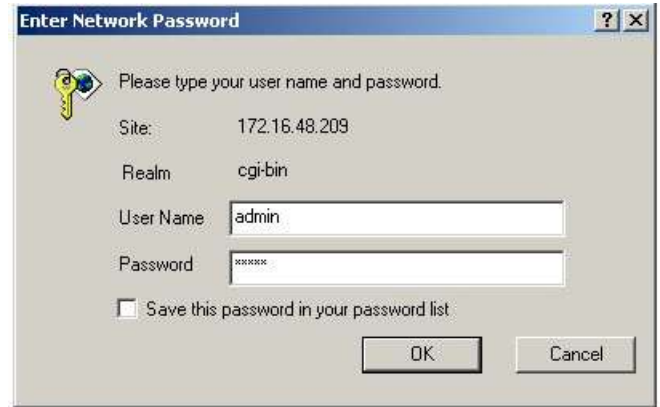 Enter Network Password
Please type your user name and password.
Site: 172.16.48.209
Realm cgi-bin
User Name admin
Password xxxxx
Save this password in your password list
OK Cancel